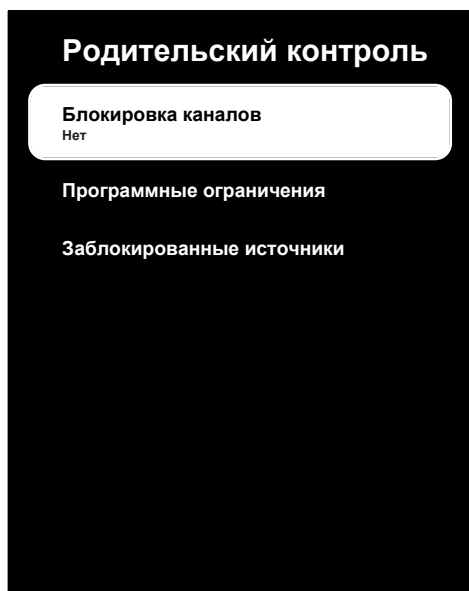 Родительский контроль
Блокировка каналов
Нет
Программные ограничения
Заблокированные источники